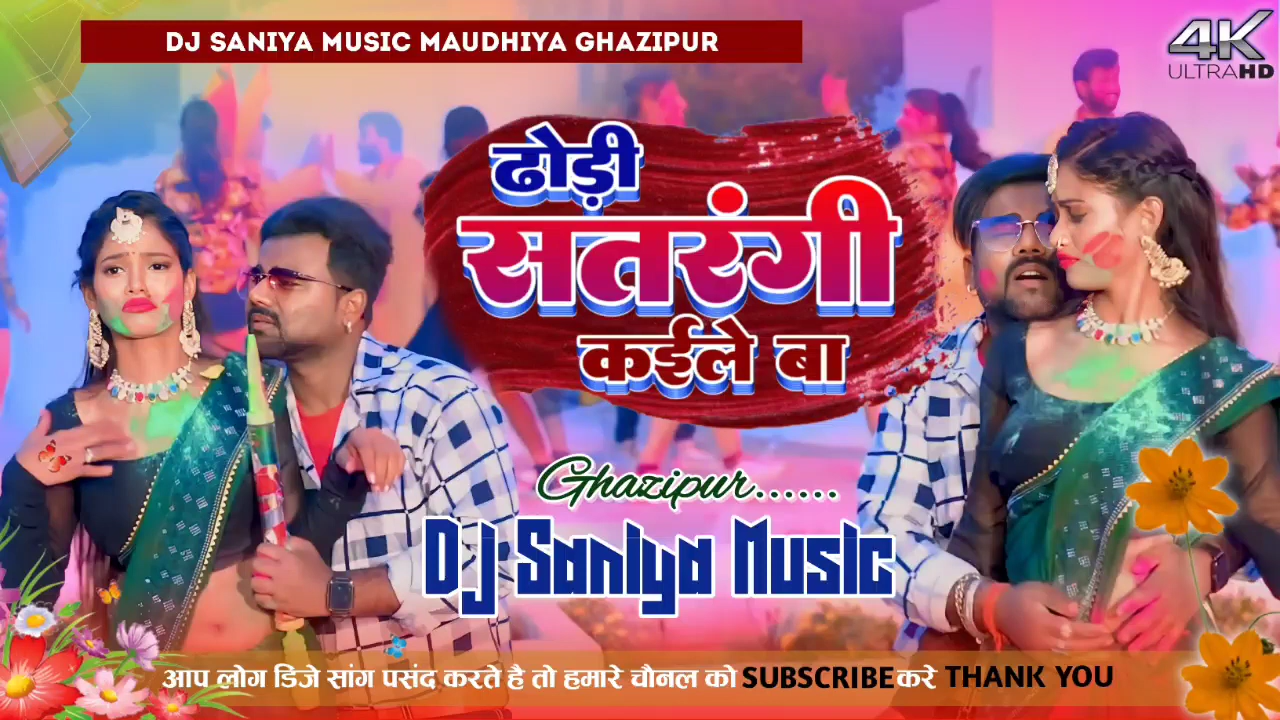 DJ SANIYA MUSIC MAUDHIYA GHAZIPUR
4K
ULTRA HD
ढोड़ी
सतरंगी
कईले बा
Ghazipur......
DJ Saniya Music
आप लोग डिजे सांग पसंद करते है तो हमारे चौनल को SUBSCRIBE करे THANK YOU